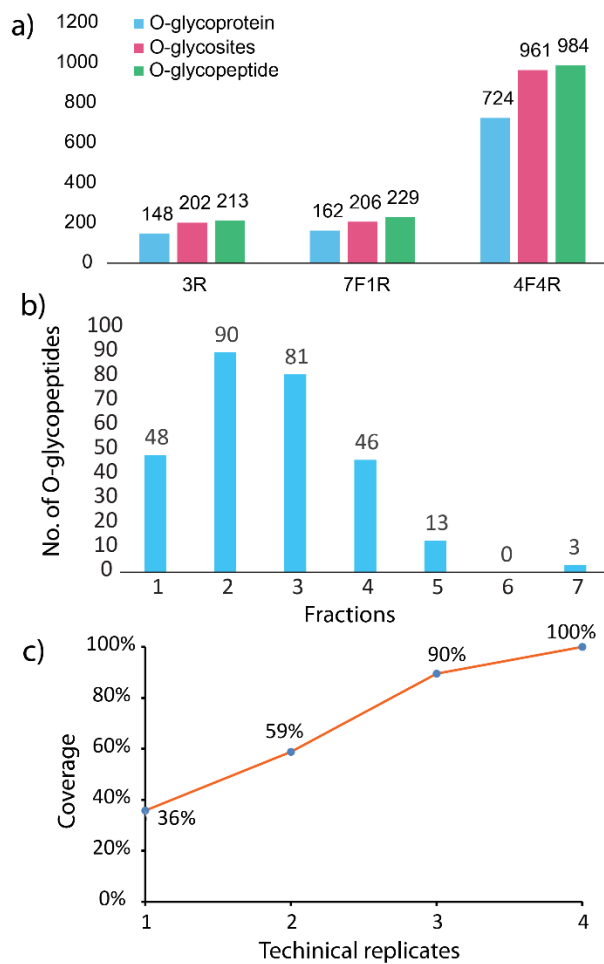 a)
1200
1000
800
600
400
200
0
O-glycoprotein
O-glycosites
O-glycopeptide
148 202 213
162 206 229
724 961 984
3R 7F1R 4F4R
b)
No. of O-glycopeptides
100
90
80
70
60
50
40
30
20
10
0
48 90 81 46 13 0 3
1 2 3 4 5 6 7
Fractions
c)
Coverage
100%
80%
60%
40%
20%
0%
36% 59% 90% 100%
1 2 3 4
Techinical replicates